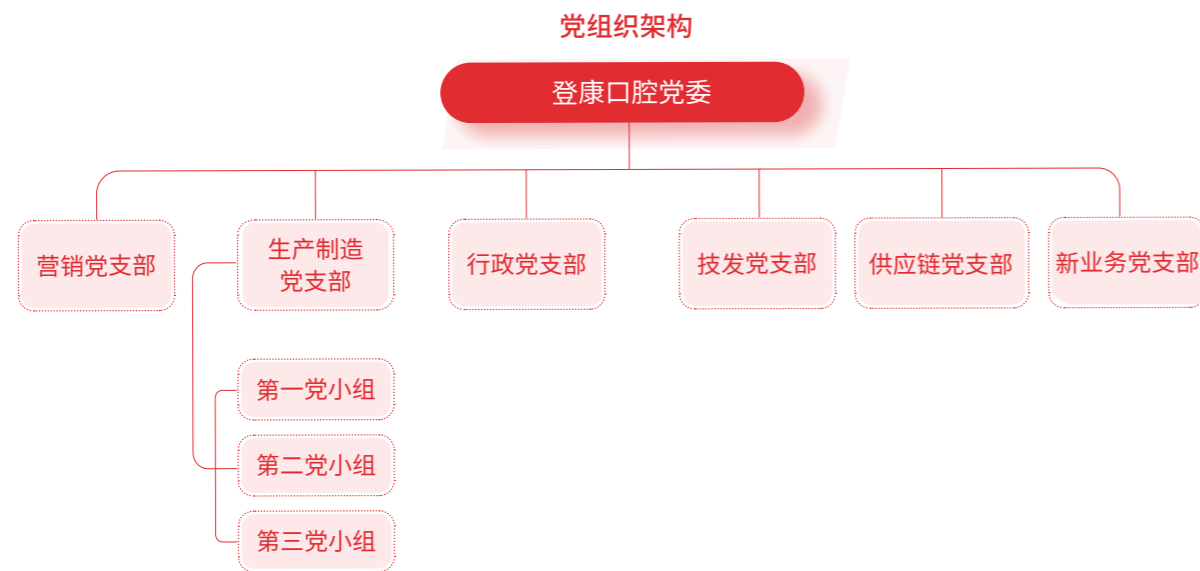 党组织架构
登康口腔党委
营销党支部
生产制造
党支部
行政党支部
技发党支部
供应链党支部
新业务党支部
第一党小组
第二党小组
第三党小组